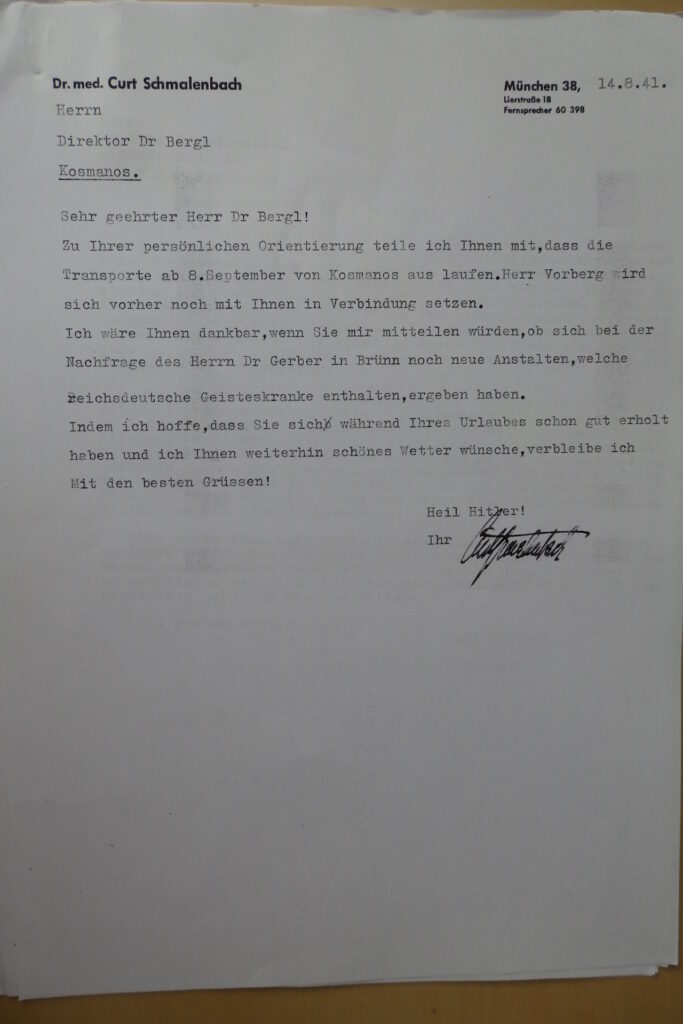 Dr. med. Curt Schmalenbach
München 38, 14.8.41.
Lierstraße 18
Fernsprecher 60 398
Herrn
Direktor Dr Bergl
Kosmanos.
Sehr geehrter Herr Dr Bergl!
Zu Ihrer persönlichen Orientierung teile ich Ihnen mit,dass die
Transporte ab 8.September von Kosmanos aus laufen.Herr Vorberg wird
sich vorher noch mit Ihnen in Verbindung setzen.
Ich wäre Ihnen dankbar,wenn Sie mir mitteilen würden,ob sich bei der
Nachfrage des Herrn Dr Gerber in Brünn noch neue Anstalten,welche
Reichsdeutsche Geisteskranke enthalten,ergeben haben.
Indem ich hoffe,dass Sie sich während Ihres Urlaubes schon gut erholt
haben und ich Ihnen weiterhin schönes Wetter wünsche,verbleibe ich
Mit den besten Grüssen!
Heil Hitler!
Ihr